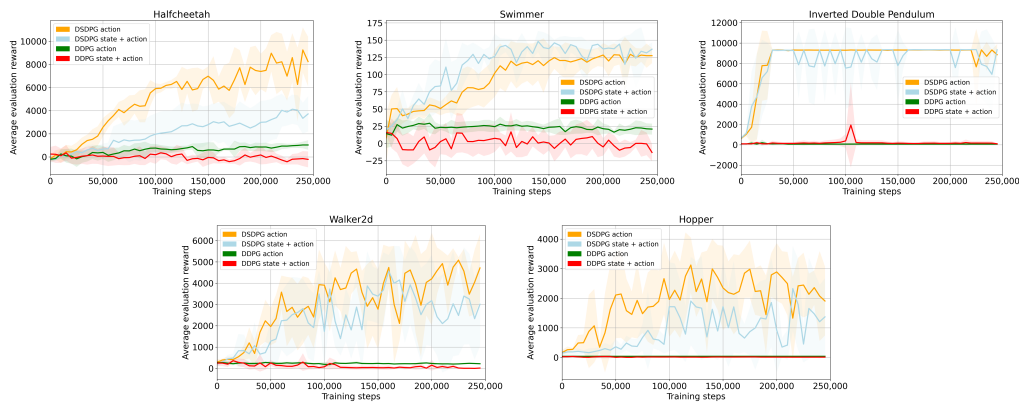 Halfcheetah
Average evaluation reward
10000
8000
6000
4000
2000
0
DSDPG action
DSDPG state + action
DDPG action
DDPG state + action
0
50,000
100,000
150,000
200,000
250,000
Training steps
Swimmer
Average evaluation reward
175
150
125
100
75
50
25
0
−25
DSDPG action
DSDPG state + action
DDPG action
DDPG state + action
0
50,000
100,000
150,000
200,000
250,000
Training steps
Inverted Double Pendulum
Average evaluation reward
12000
10000
8000
6000
4000
2000
0
−2000
DSDPG action
DSDPG state + action
DDPG action
DDPG state + action
0
50,000
100,000
150,000
200,000
250,000
Training steps
Walker2d
Average evaluation reward
6000
5000
4000
3000
2000
1000
0
DSDPG action
DSDPG state + action
DDPG action
DDPG state + action
0
50,000
100,000
150,000
200,000
250,000
Training steps
Hopper
Average evaluation reward
4000
3000
2000
1000
0
DSDPG action
DSDPG state + action
DDPG action
DDPG state + action
0
50,000
100,000
150,000
200,000
250,000
Training steps